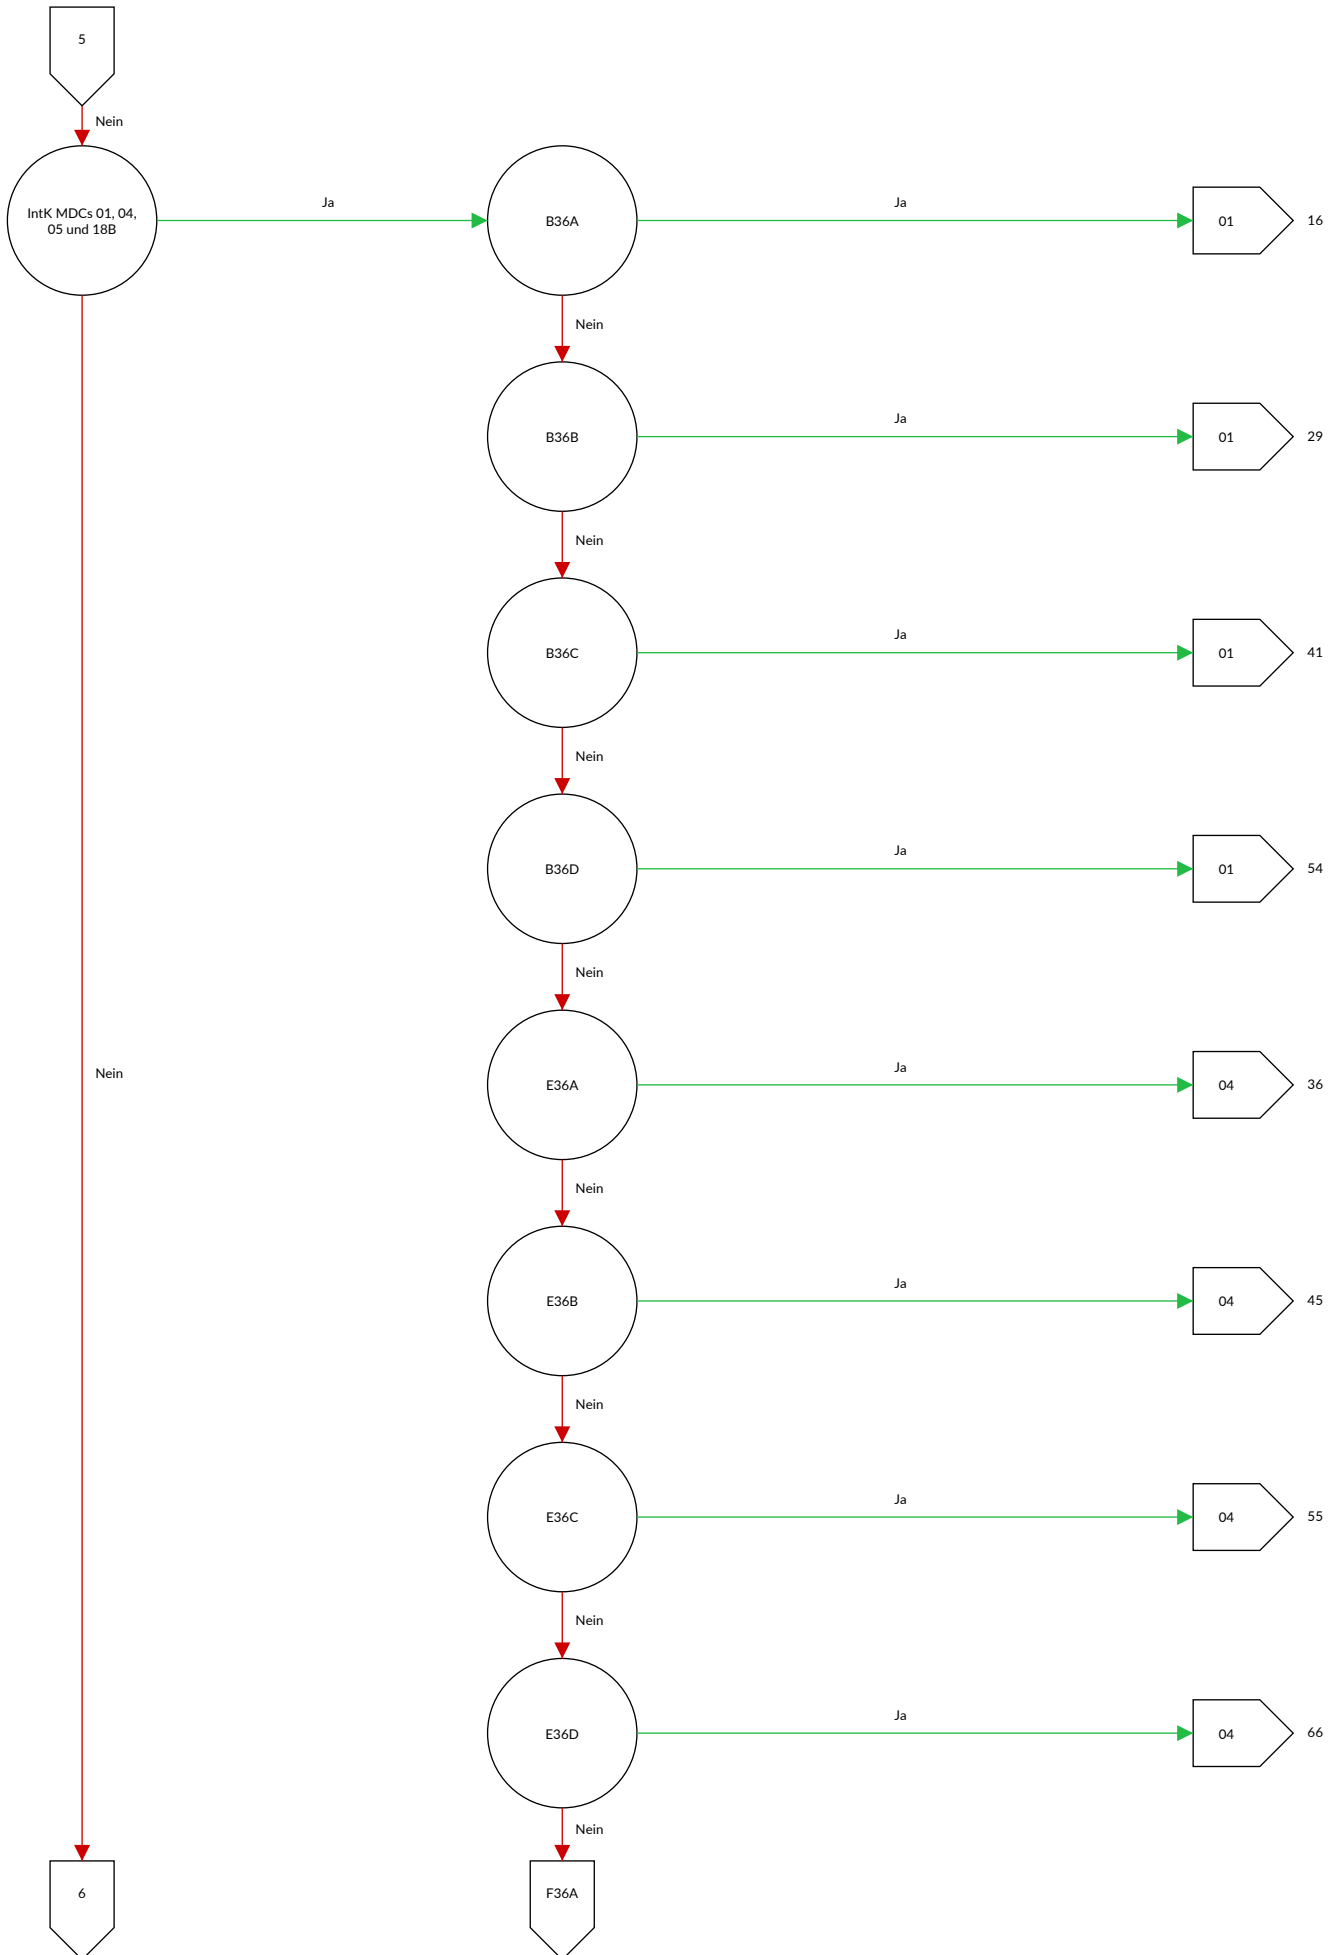 5
Nein
IntK MDCs 01, 04,
05 und 18B
Ja
B36A
Ja
01
16
Nein
B36B
Ja
01
29
Nein
B36C
Ja
01
41
Nein
B36D
Ja
01
54
Nein
Nein
E36A
Ja
04
36
Nein
E36B
Ja
04
45
Nein
E36C
Ja
04
55
Nein
E36D
Ja
04
66
Nein
6
F36A